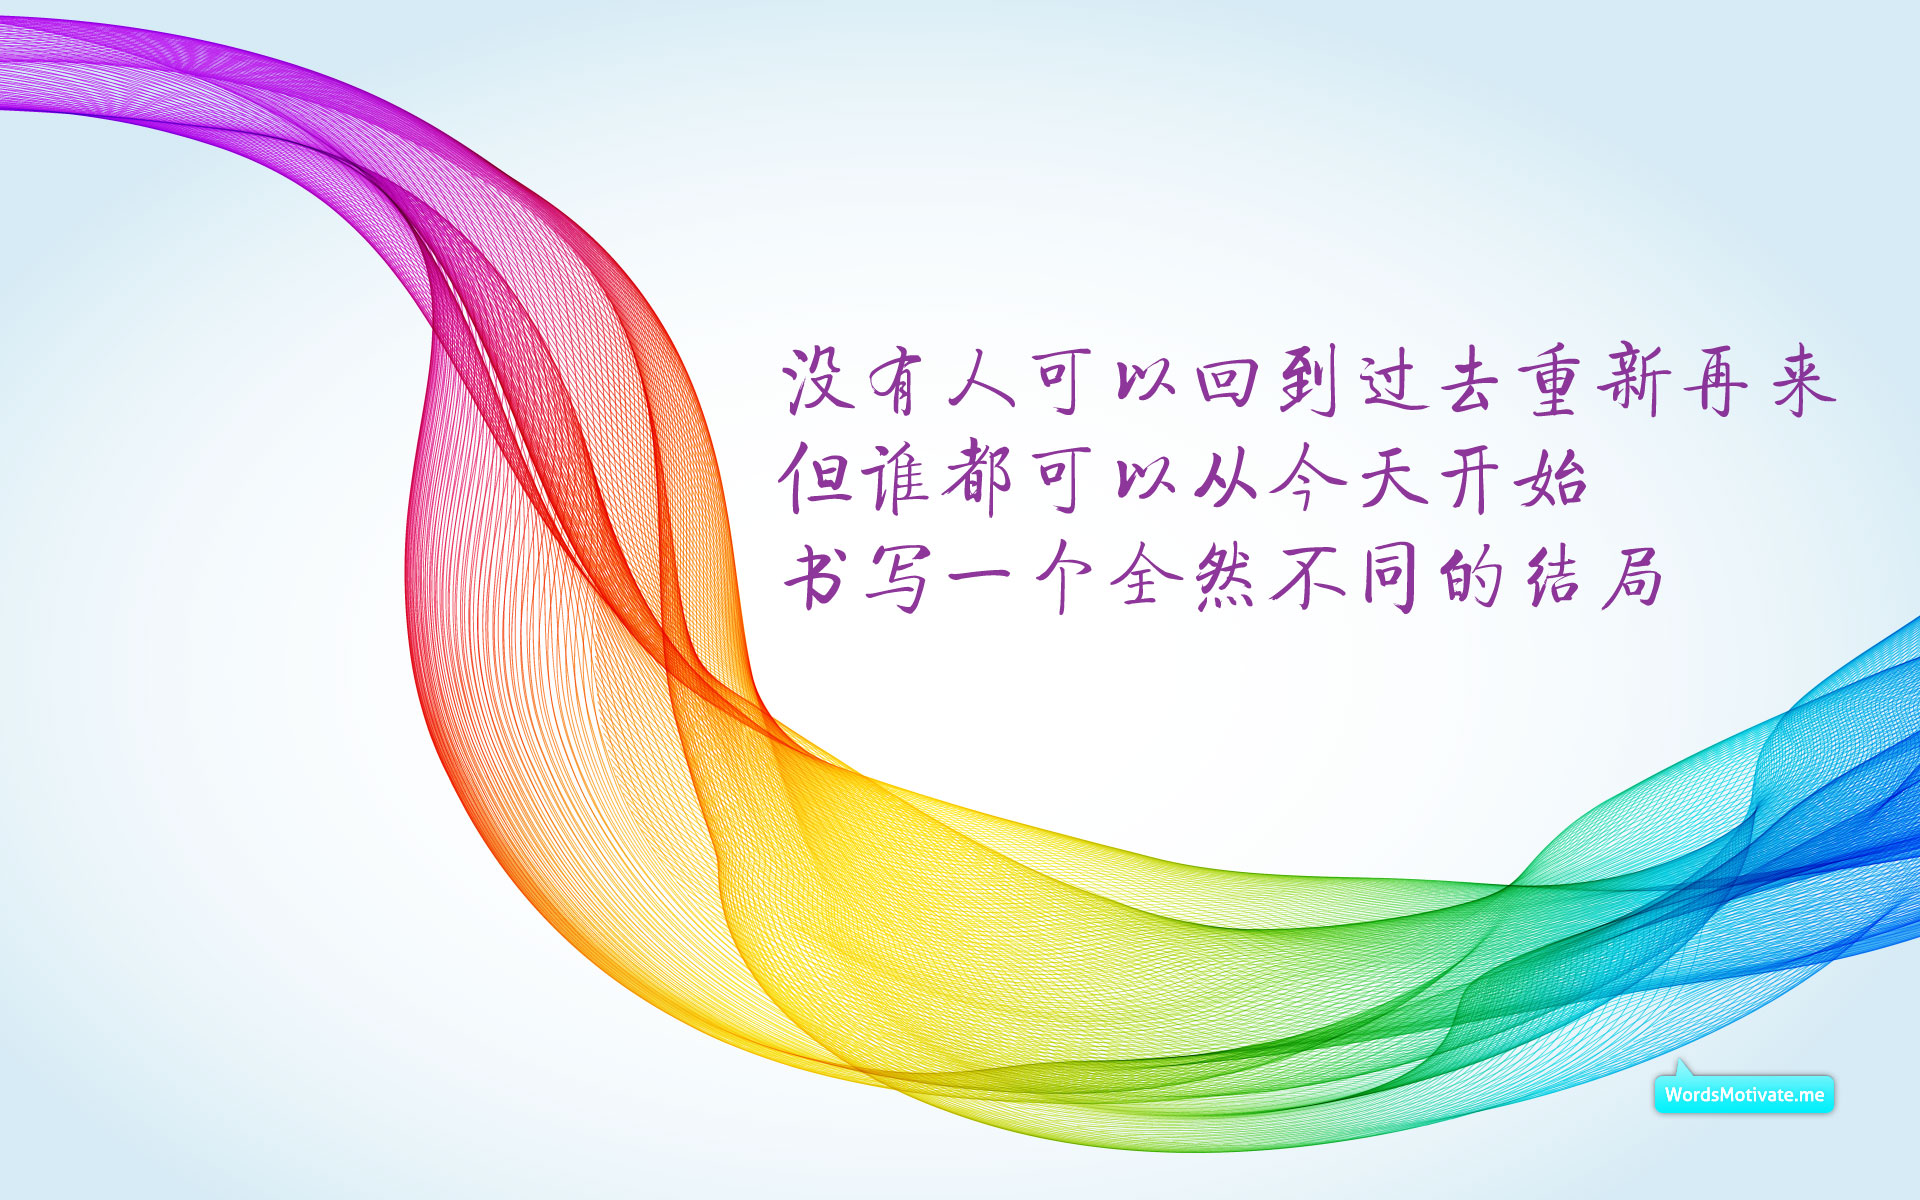 没有人可以回到过去重新再来
但谁都可以从今天开始
书写一个全然不同的结局
WordsMotivate.me